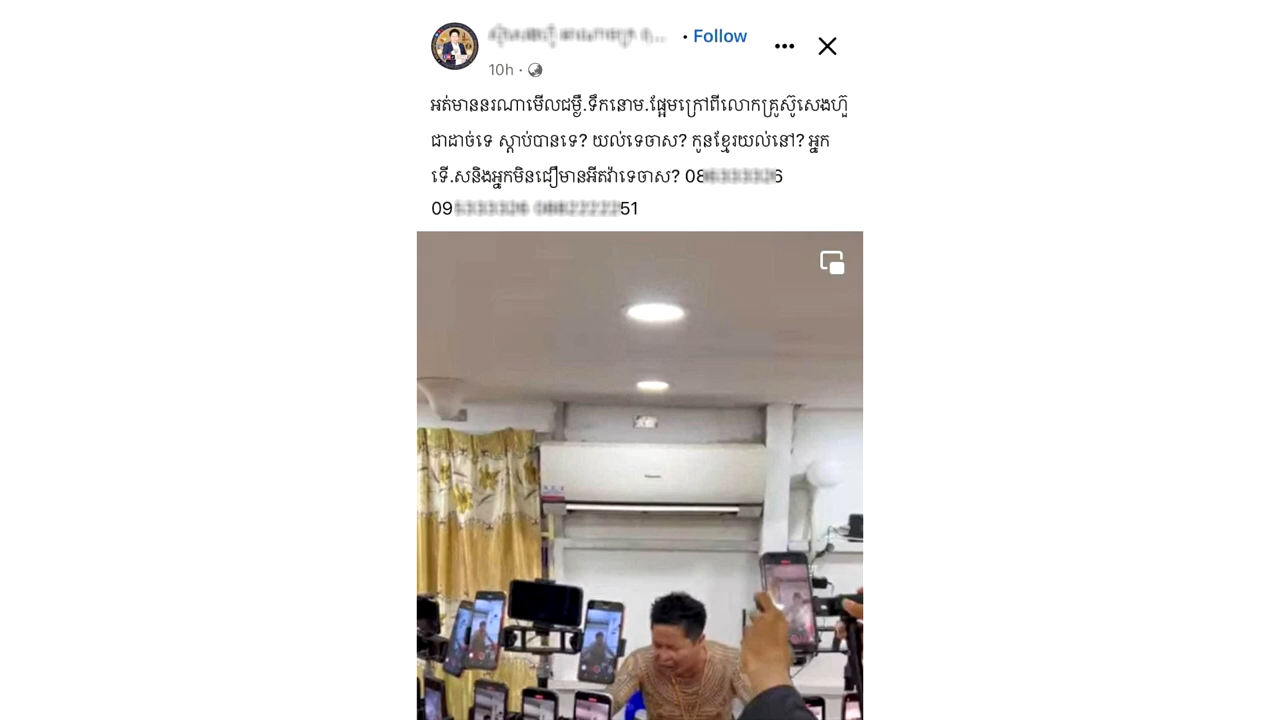 Follow
10h
អត់មាននរណាមើលជម្ងឺ.ទឹកនោម.ផ្អែមក្រៅពីលោកគ្រូស៊ូសេងហ៊ួ
ជាដាច់ទេ ស្តាប់បានទេ? យល់ទេចាស? កូនខ្មែរយល់នៅ? អ្នក
ទើ.សនិងអ្នកមិនជឿមានអីតវ៉ាទេចាស? 08 6
09 51